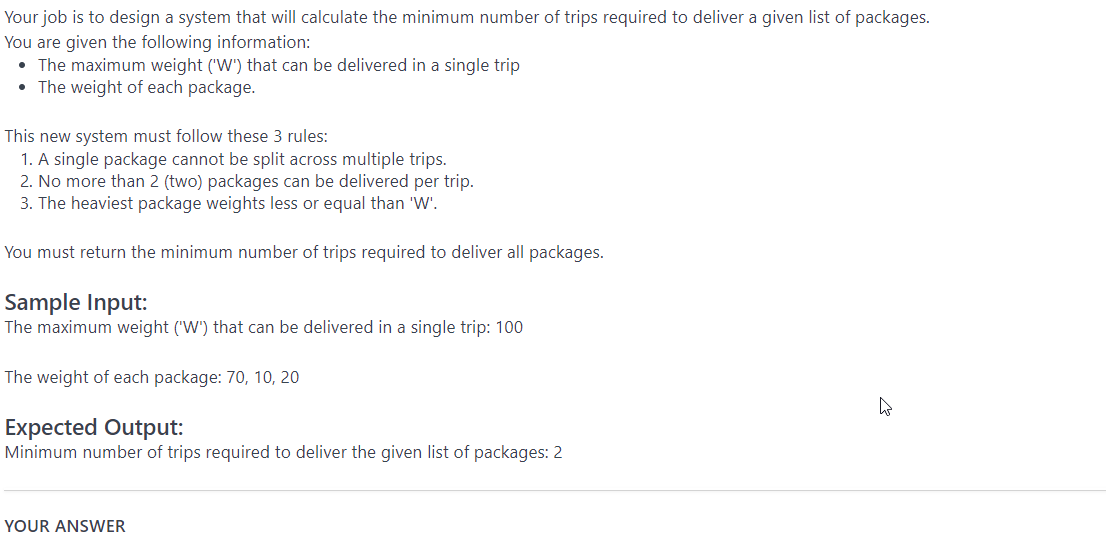 Your job is to design a system that will calculate the minimum number of trips required to deliver a given list of packages.
You are given the following information:
• The maximum weight ('W') that can be delivered in a single trip
• The weight of each package.
This new system must follow these 3 rules:
1. A single package cannot be split across multiple trips.
2. No more than 2 (two) packages can be delivered per trip.
3. The heaviest package weights less or equal than 'W'.
You must return the minimum number of trips required to deliver all packages.
Sample Input:
The maximum weight ('W') that can be delivered in a single trip: 100
The weight of each package: 70, 10, 20
Expected Output:
Minimum number of trips required to deliver the given list of packages: 2
YOUR ANSWER